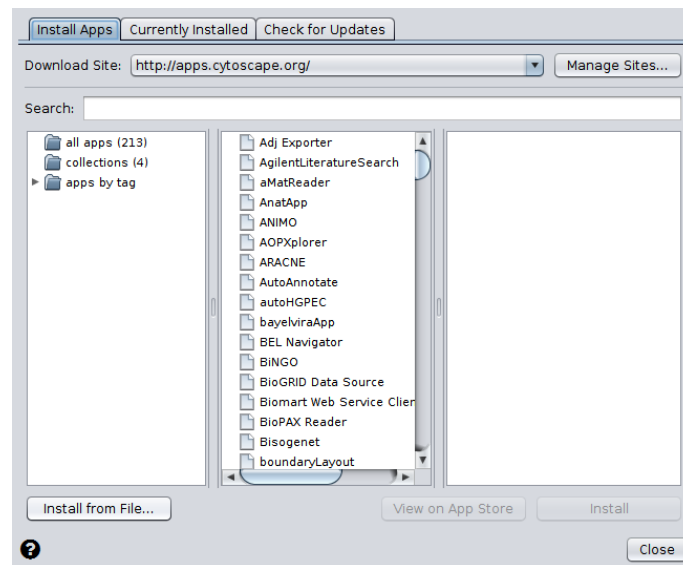 Install Apps Currently Installed Check for Updates
Download Site: http://apps.cytoscape.org/ Manage Sites...
Search:
all apps (213)
collections (4)
apps by tag
Adj Exporter
AgilentLiteratureSearch
aMatReader
AnatApp
ANIMO
AOPXplorer
ARACNE
AutoAnnotate
autoHGPEC
bayelviraApp
BEL Navigator
BiNGO
BioGRID Data Source
Biomart Web Service Clien
BioPAX Reader
Bisogenet
boundaryLayout
Install from File... View on App Store Install
? Close